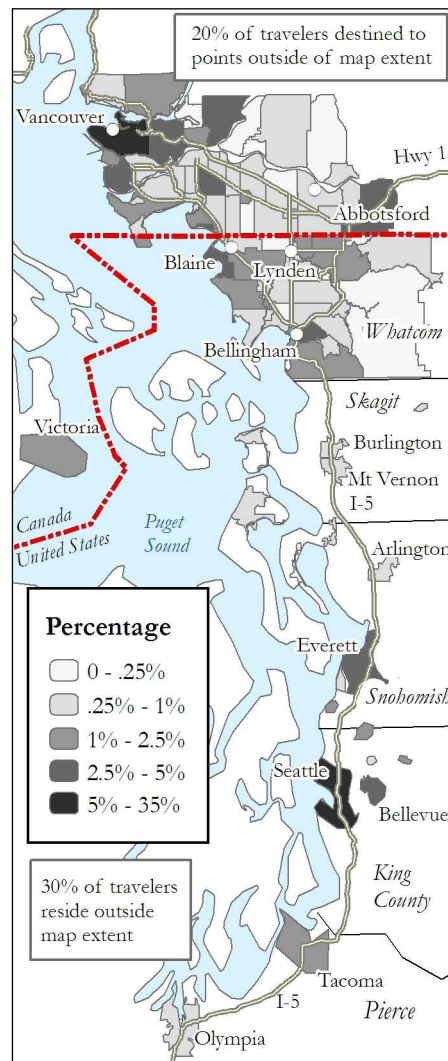 20% of travelers destined to
points outside of map extent
Vancouver
Hwy 1
Abbotsford
Blaine
Lynden
Bellingham
Whatcom
Skagit
Victoria
Burlington
Mt Vernon
I-5
Canada
United States
Puget
Sound
Arlington
Percentage
0 - .25%
.25% - 1%
1% - 2.5%
2.5% - 5%
5% - 35%
Everett
Snohomish
Seattle
Bellevue
30% of travelers
reside outside
map extent
King
County
Tacoma
I-5
Pierce
Olympia